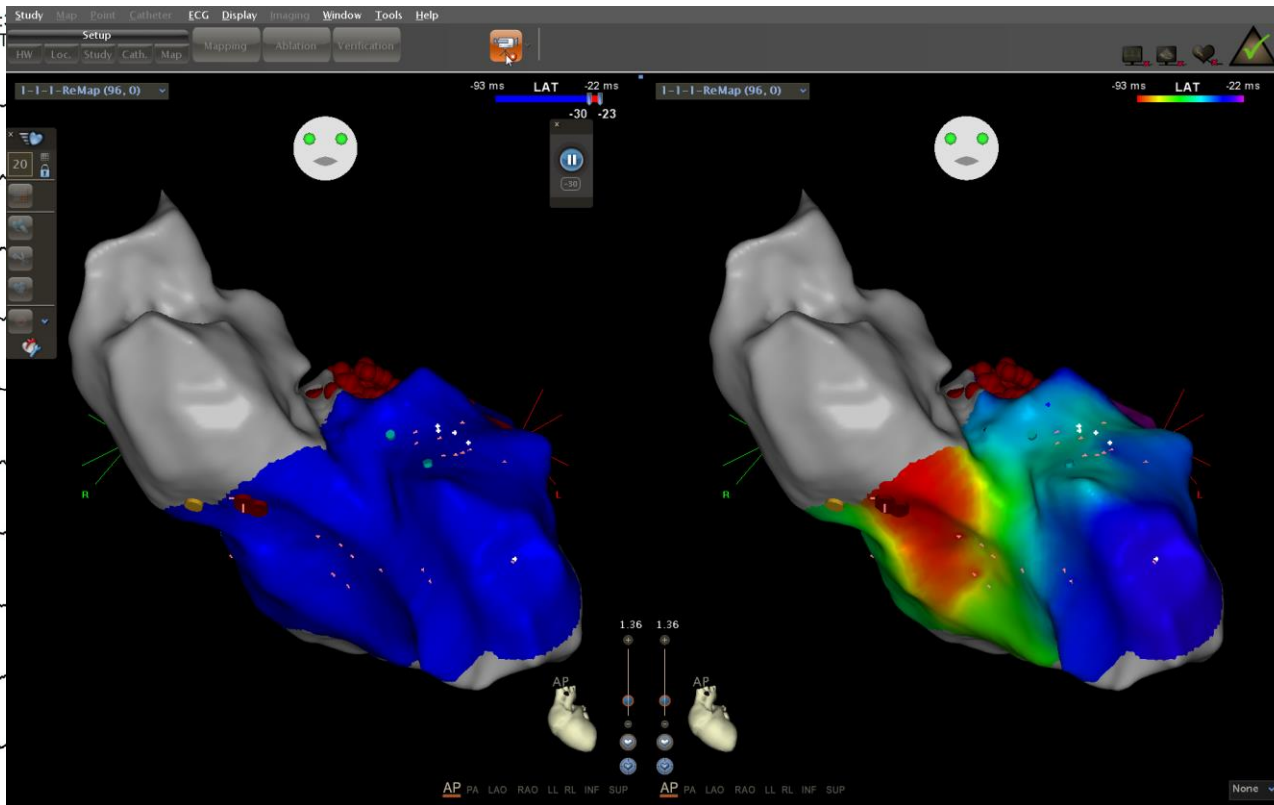 Study Map Point Catheter ECG Display Imaging Window Tools Help
Setup
HW Loc. Study Cath. Map Mapping Ablation Verification
1-1-1-ReMap (96, 0)
-93 ms LAT -22 ms
-30 -23
1-1-1-ReMap (96, 0)
-93 ms LAT -22 ms
20
-30
R
L
R
L
1.36 1.36
AP
AP
AP PA LAO RAO LL RL INF SUP
AP PA LAO RAO LL RL INF SUP
None